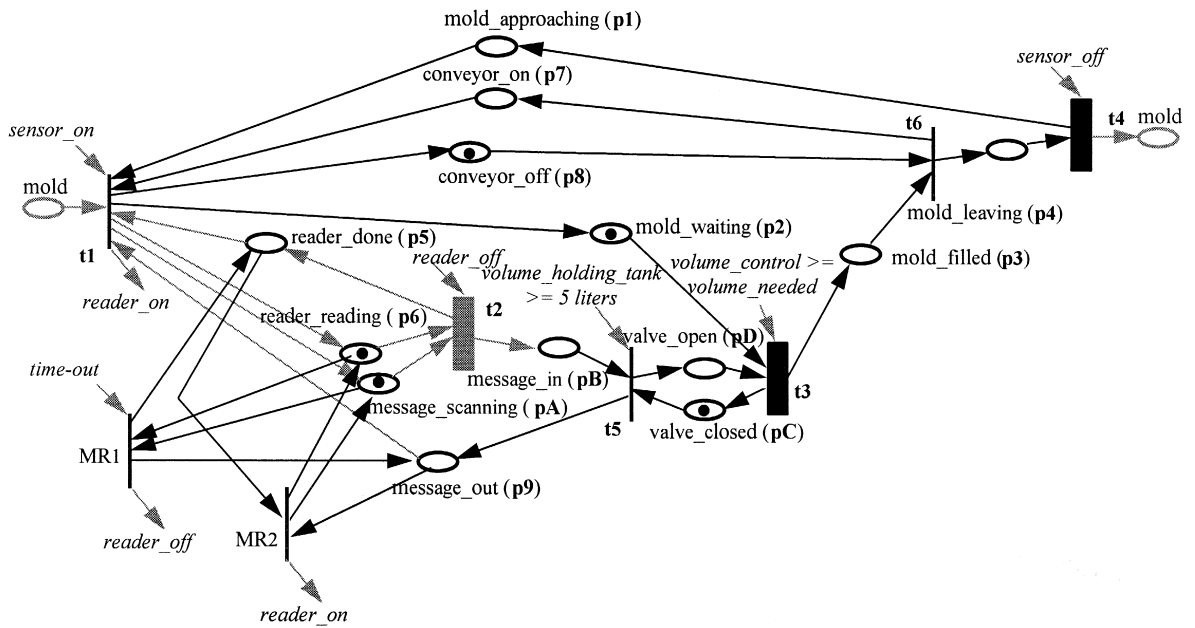 mold_approaching (p1)
sensor_off
conveyor_on (p7)
t4
mold
t6
sensor_on
conveyor_off (p8)
mold
mold_leaving (p4)
mold_waiting (p2)
reader_done (p5)
t1
reader_off
volume_control >=
mold_filled (p3)
volume_holding_tank
reader_on
volume_needed
>= 5 liters
t2
reader_reading (p6)
valve_open (pD)
time-out
message_in (pB)
t3
message_scanning (pA)
t5
valve_closed (pC)
MR1
message_out (p9)
reader_off
MR2
reader_on